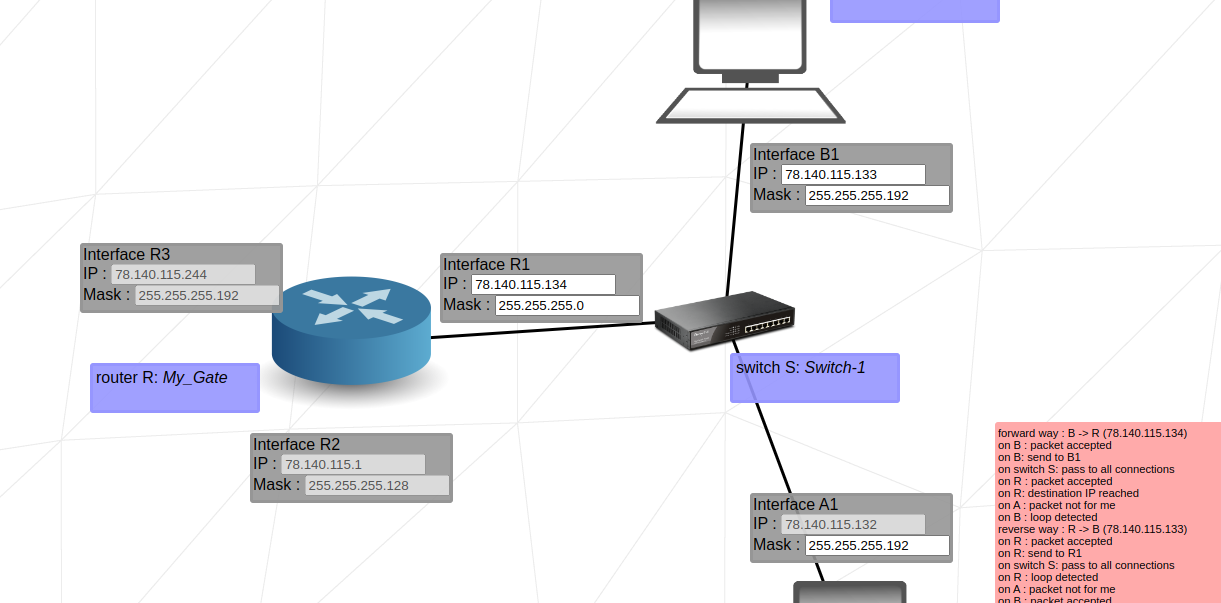 Interface B1
IP : 78.140.115.133
Mask : 255.255.255.192
Interface R3
IP : 78.140.115.244
Mask : 255.255.255.192
Interface R1
IP : 78.140.115.134
Mask : 255.255.255.0
router R: My_Gate
switch S: Switch-1
Interface R2
IP : 78.140.115.1
Mask : 255.255.255.128
Interface A1
IP : 78.140.115.132
Mask : 255.255.255.192
forward way : B -> R (78.140.115.134)
on B : packet accepted
on B: send to B1
on switch S: pass to all connections
on R : packet accepted
on R: destination IP reached
on A : packet not for me
on B : loop detected
reverse way : R -> B (78.140.115.133)
on R : packet accepted
on R: send to R1
on switch S: pass to all connections
on R : loop detected
on A : packet not for me
on B : packet accepted